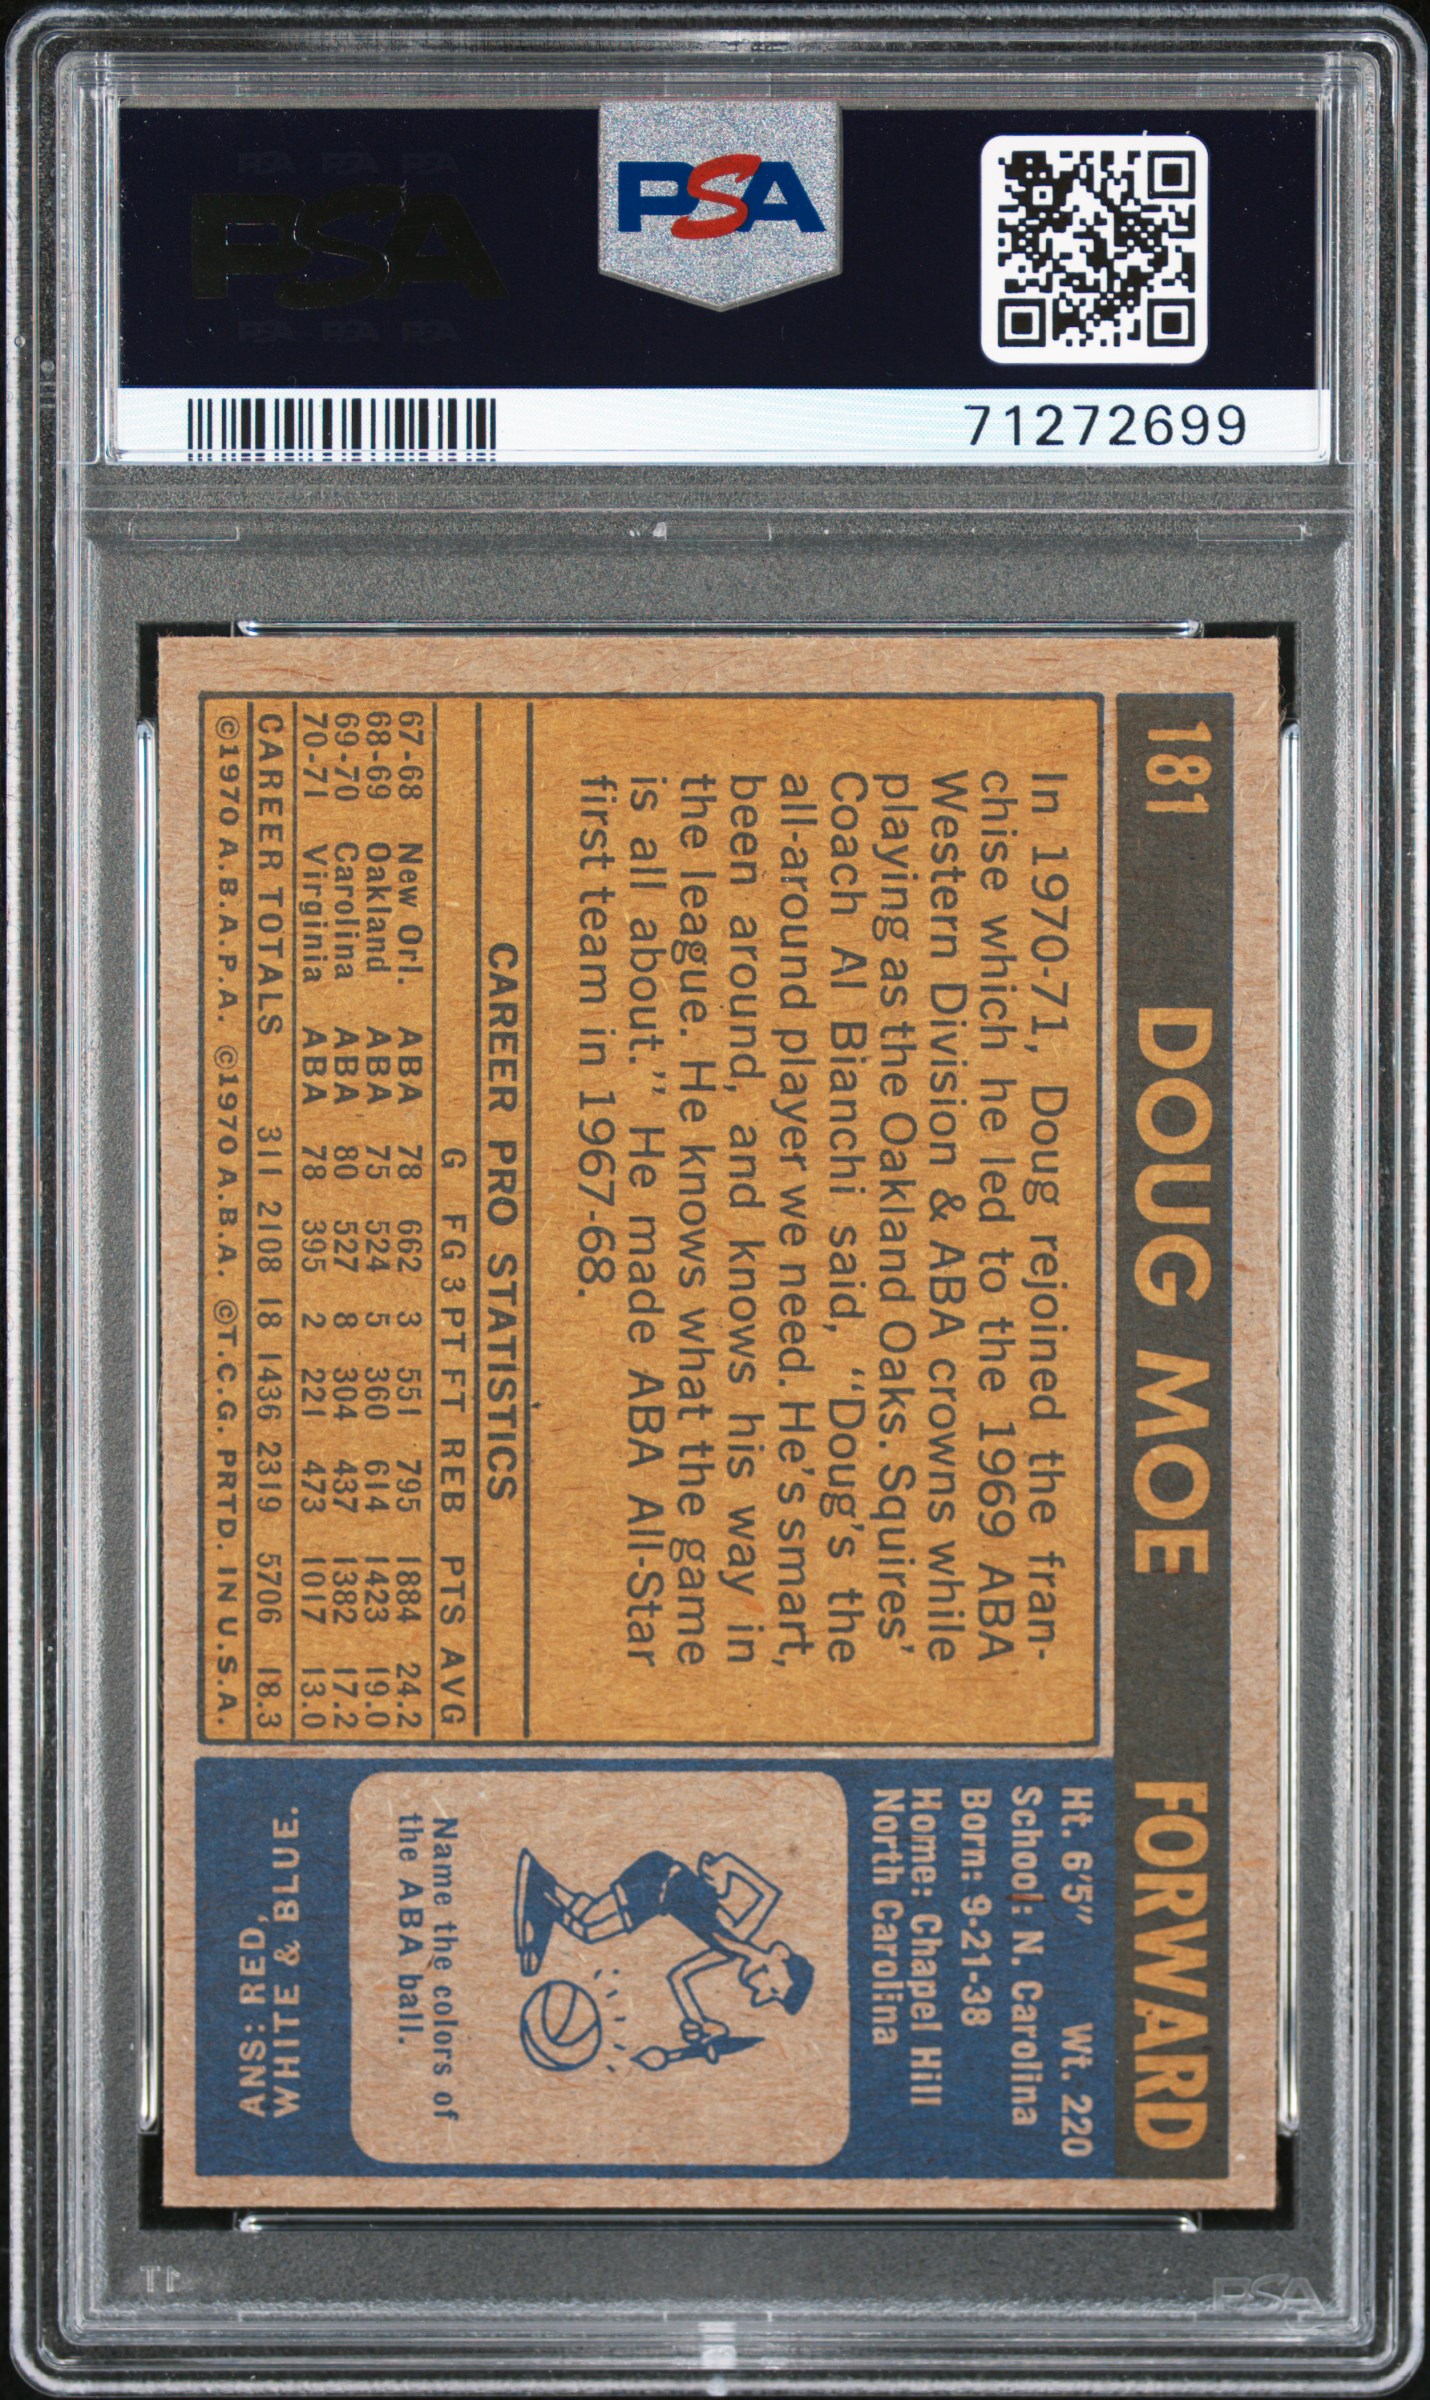 PSA PSA PSA
PSA
PSA PSA PSA
PSA
71272699
181 DOUG MOE FORWARD
In 1970-71, Doug rejoined the fran-
chise which he led to the 1969 ABA
Western Division & ABA crowns while
playing as the Oakland Oaks. Squires'
Coach Al Bianchi said, "Doug's the
all-around player we need. He's smart,
been around, and knows his way in
the league. He knows what the game
is all about." He made ABA All-Star
first team in 1967-68.
CAREER PRO STATISTICS
G FG 3PT FT REB PTS AVG
67-68 New Orl. ABA 78 662 3 551 795 1884 24.2
68-69 Oakland ABA 75 524 5 360 614 1423 19.0
69-70 Carolina ABA 80 527 8 304 437 1382 17.2
70-71 Virginia ABA 78 395 2 221 473 1017 13.0
CAREER TOTALS 311 2108 18 1436 2319 5706 18.3
©1970 A.B.A.P.A. ©1970 A.B.A. ©T.C.G. PRTD. IN U.S.A.
Ht. 6'5" Wt. 220
School: N. Carolina
Born: 9-21-38
Home: Chapel Hill
North Carolina
Name the colors of
the ABA ball.
ANS: RED,
WHITE & BLUE.
PSA